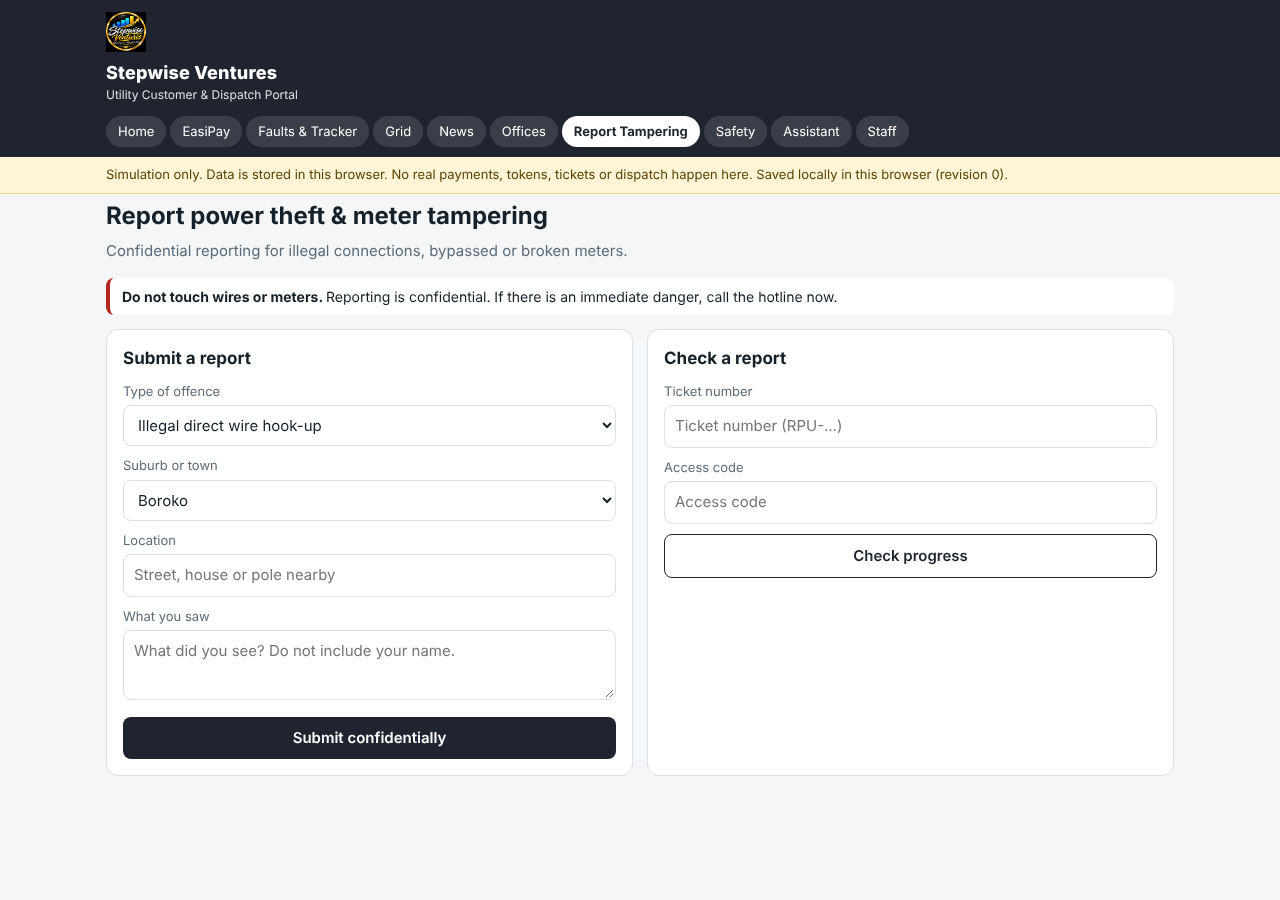 Stepwise
Ventures
Stepwise Ventures
Utility Customer & Dispatch Portal
Home EasiPay Faults & Tracker Grid News Offices Report Tampering Safety Assistant Staff
Simulation only. Data is stored in this browser. No real payments, tokens, tickets or dispatch happen here. Saved locally in this browser (revision 0).
Report power theft & meter tampering
Confidential reporting for illegal connections, bypassed or broken meters.
Do not touch wires or meters. Reporting is confidential. If there is an immediate danger, call the hotline now.
Submit a report
Type of offence
Illegal direct wire hook-up
Suburb or town
Boroko
Location
Street, house or pole nearby
What you saw
What did you see? Do not include your name.
Submit confidentially
Check a report
Ticket number
Ticket number (RPU-...)
Access code
Access code
Check progress